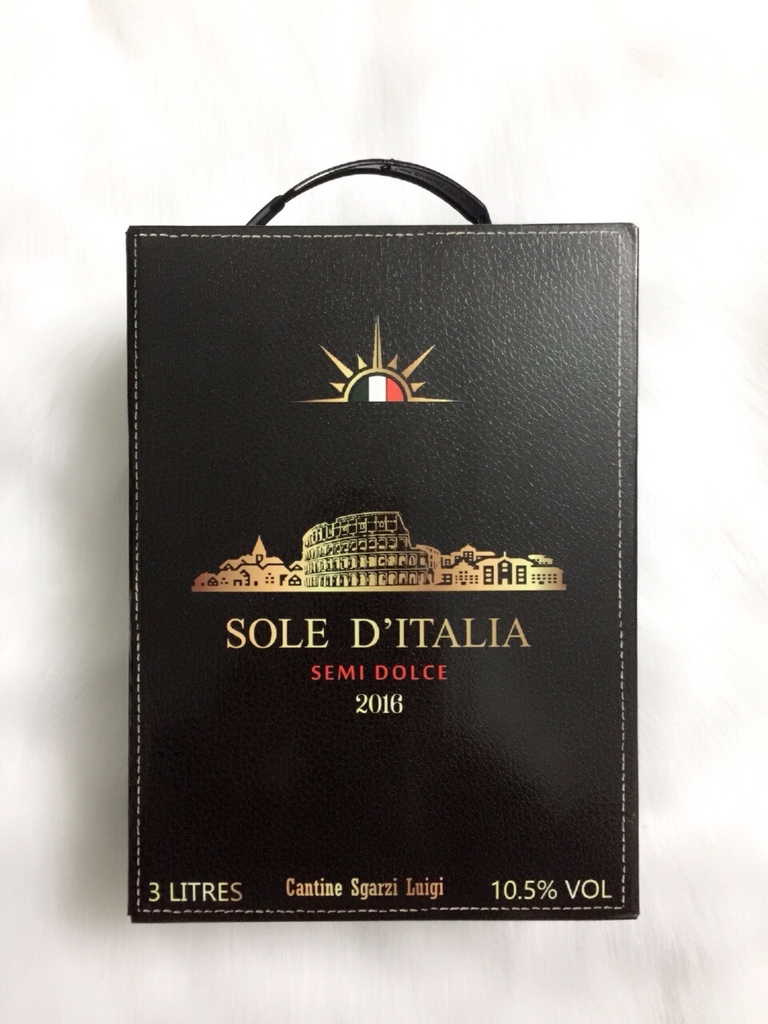 SOLE D'ITALIA
SEMI DOLCE
2016
3 LITRES
Cantine Sgarzi Luigi
10.5% VOL